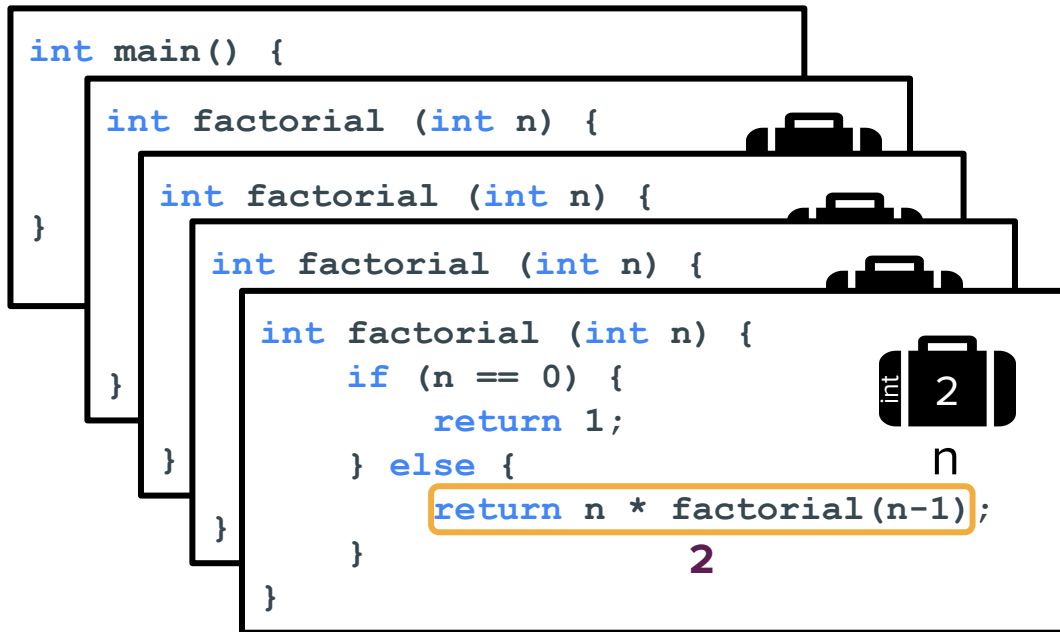 int main() {
}
int factorial (int n) {
}
int factorial (int n) {
}
int factorial (int n) {
}
int factorial (int n) {
if (n == 0) {
return 1;
} else {
return n * factorial(n-1);
}
}
int
2
n
2